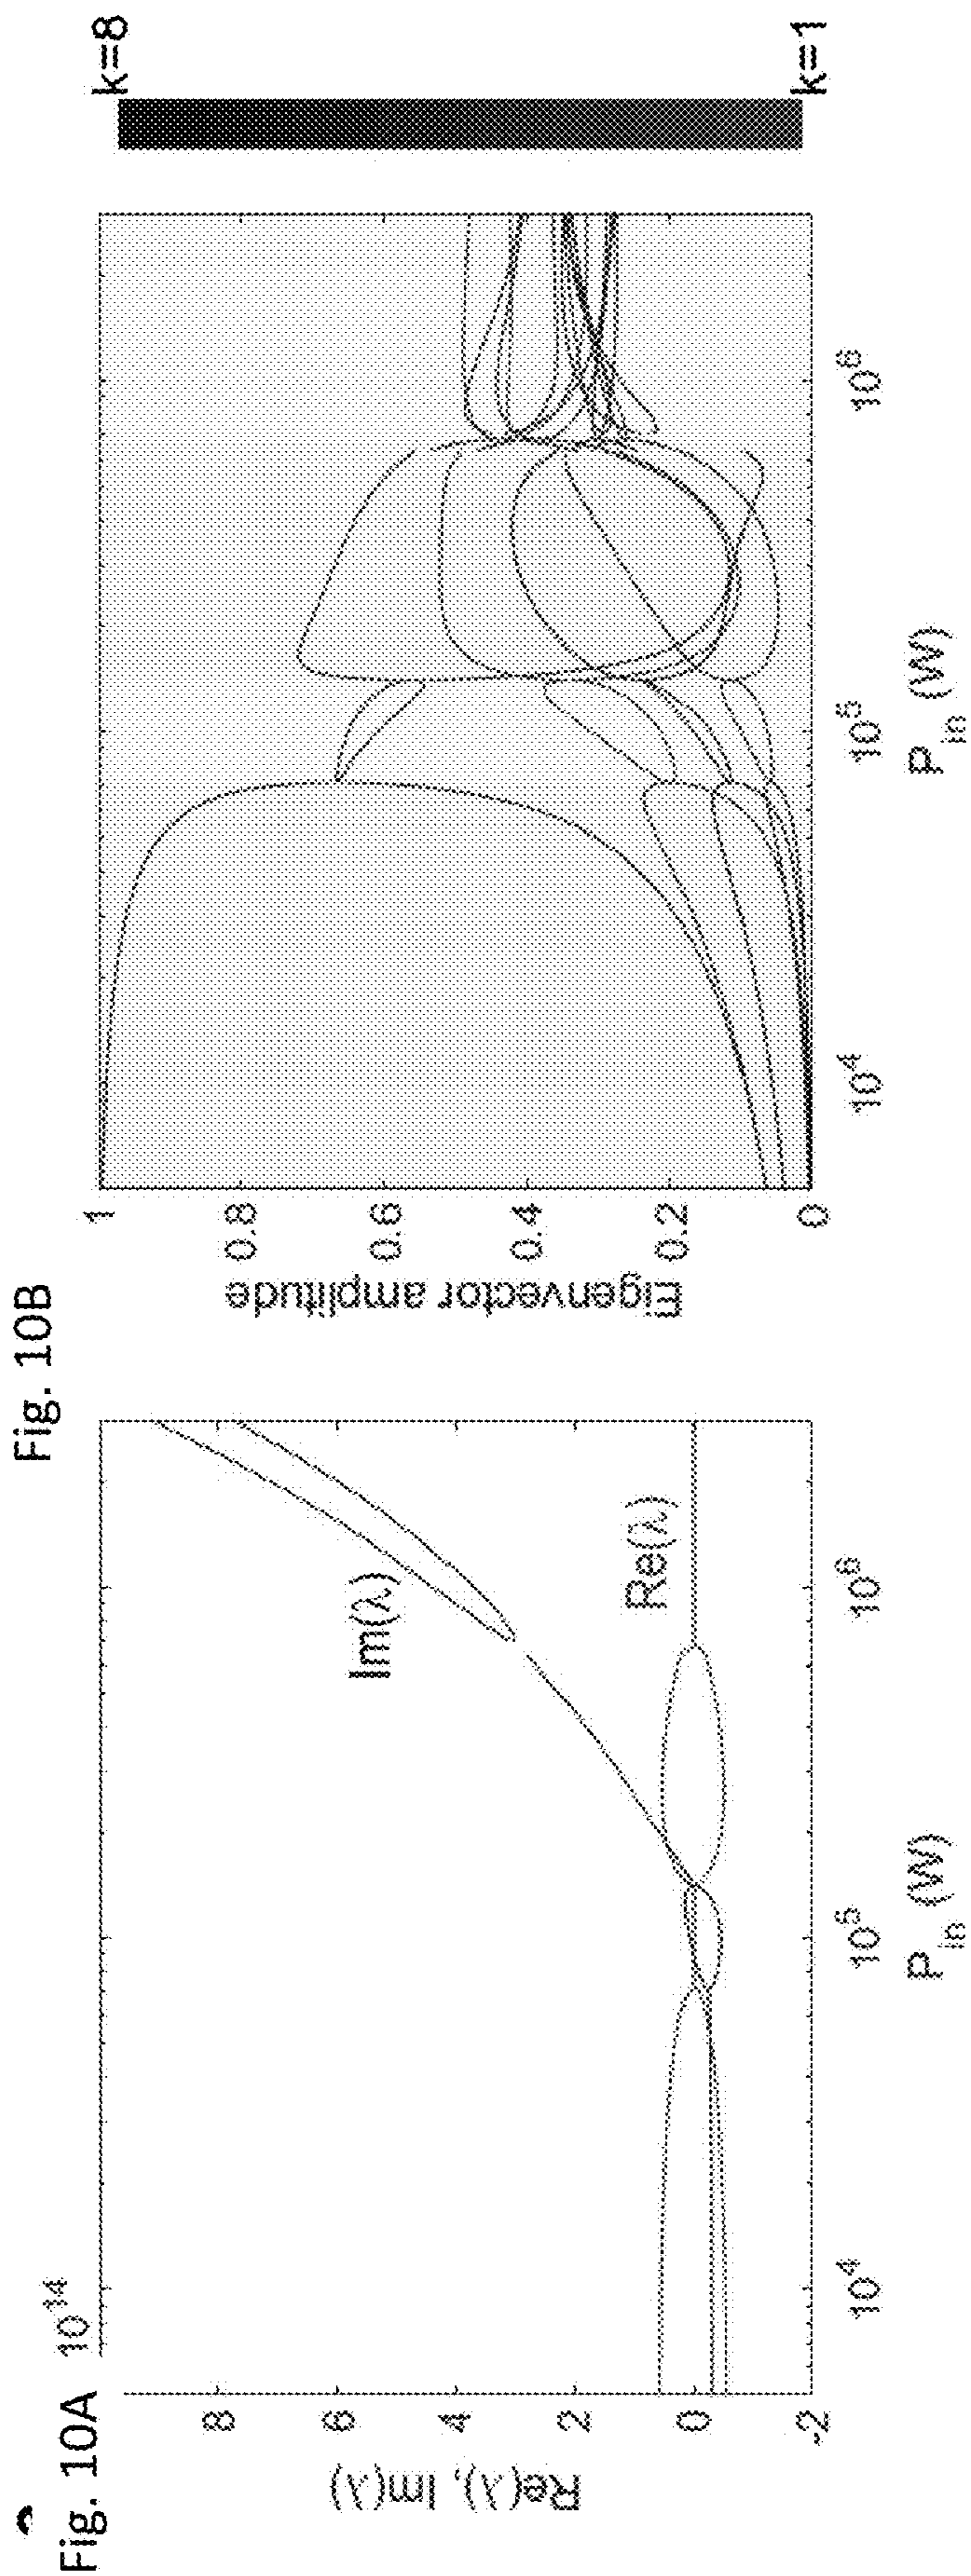 Fig. 10A
10^-14
8
6
4
2
0
-2
Re(λ), Im(λ)
Im(λ)
Re(λ)
10^4
10^5
10^6
P_in (W)
Fig. 10B
1
0.8
0.6
0.4
0.2
0
Eigenvector amplitude
10^4
10^5
10^6
P_in (W)
k=8
k=1